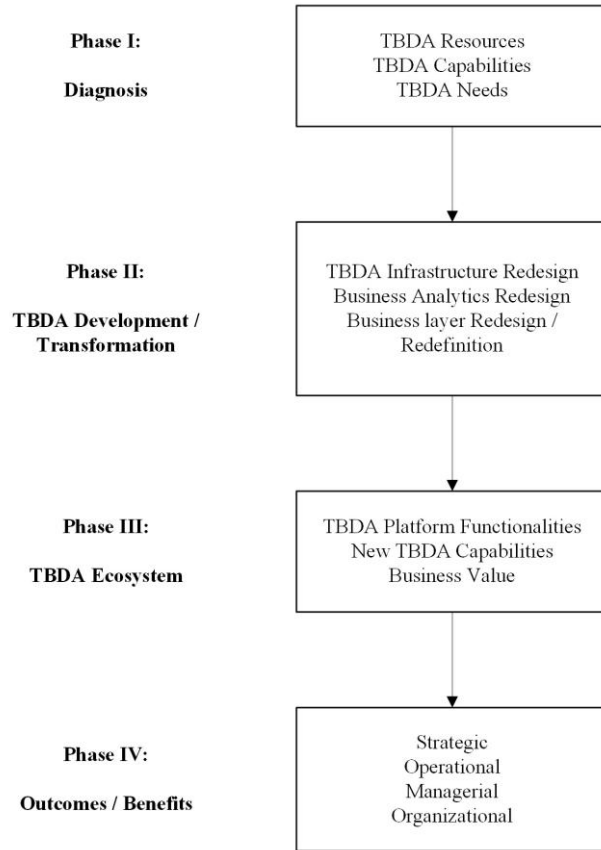 Phase I:
Diagnosis
TBDA Resources
TBDA Capabilities
TBDA Needs
Phase II:
TBDA Development /
Transformation
TBDA Infrastructure Redesign
Business Analytics Redesign
Business layer Redesign /
Redefinition
Phase III:
TBDA Ecosystem
TBDA Platform Functionalities
New TBDA Capabilities
Business Value
Phase IV:
Outcomes / Benefits
Strategic
Operational
Managerial
Organizational